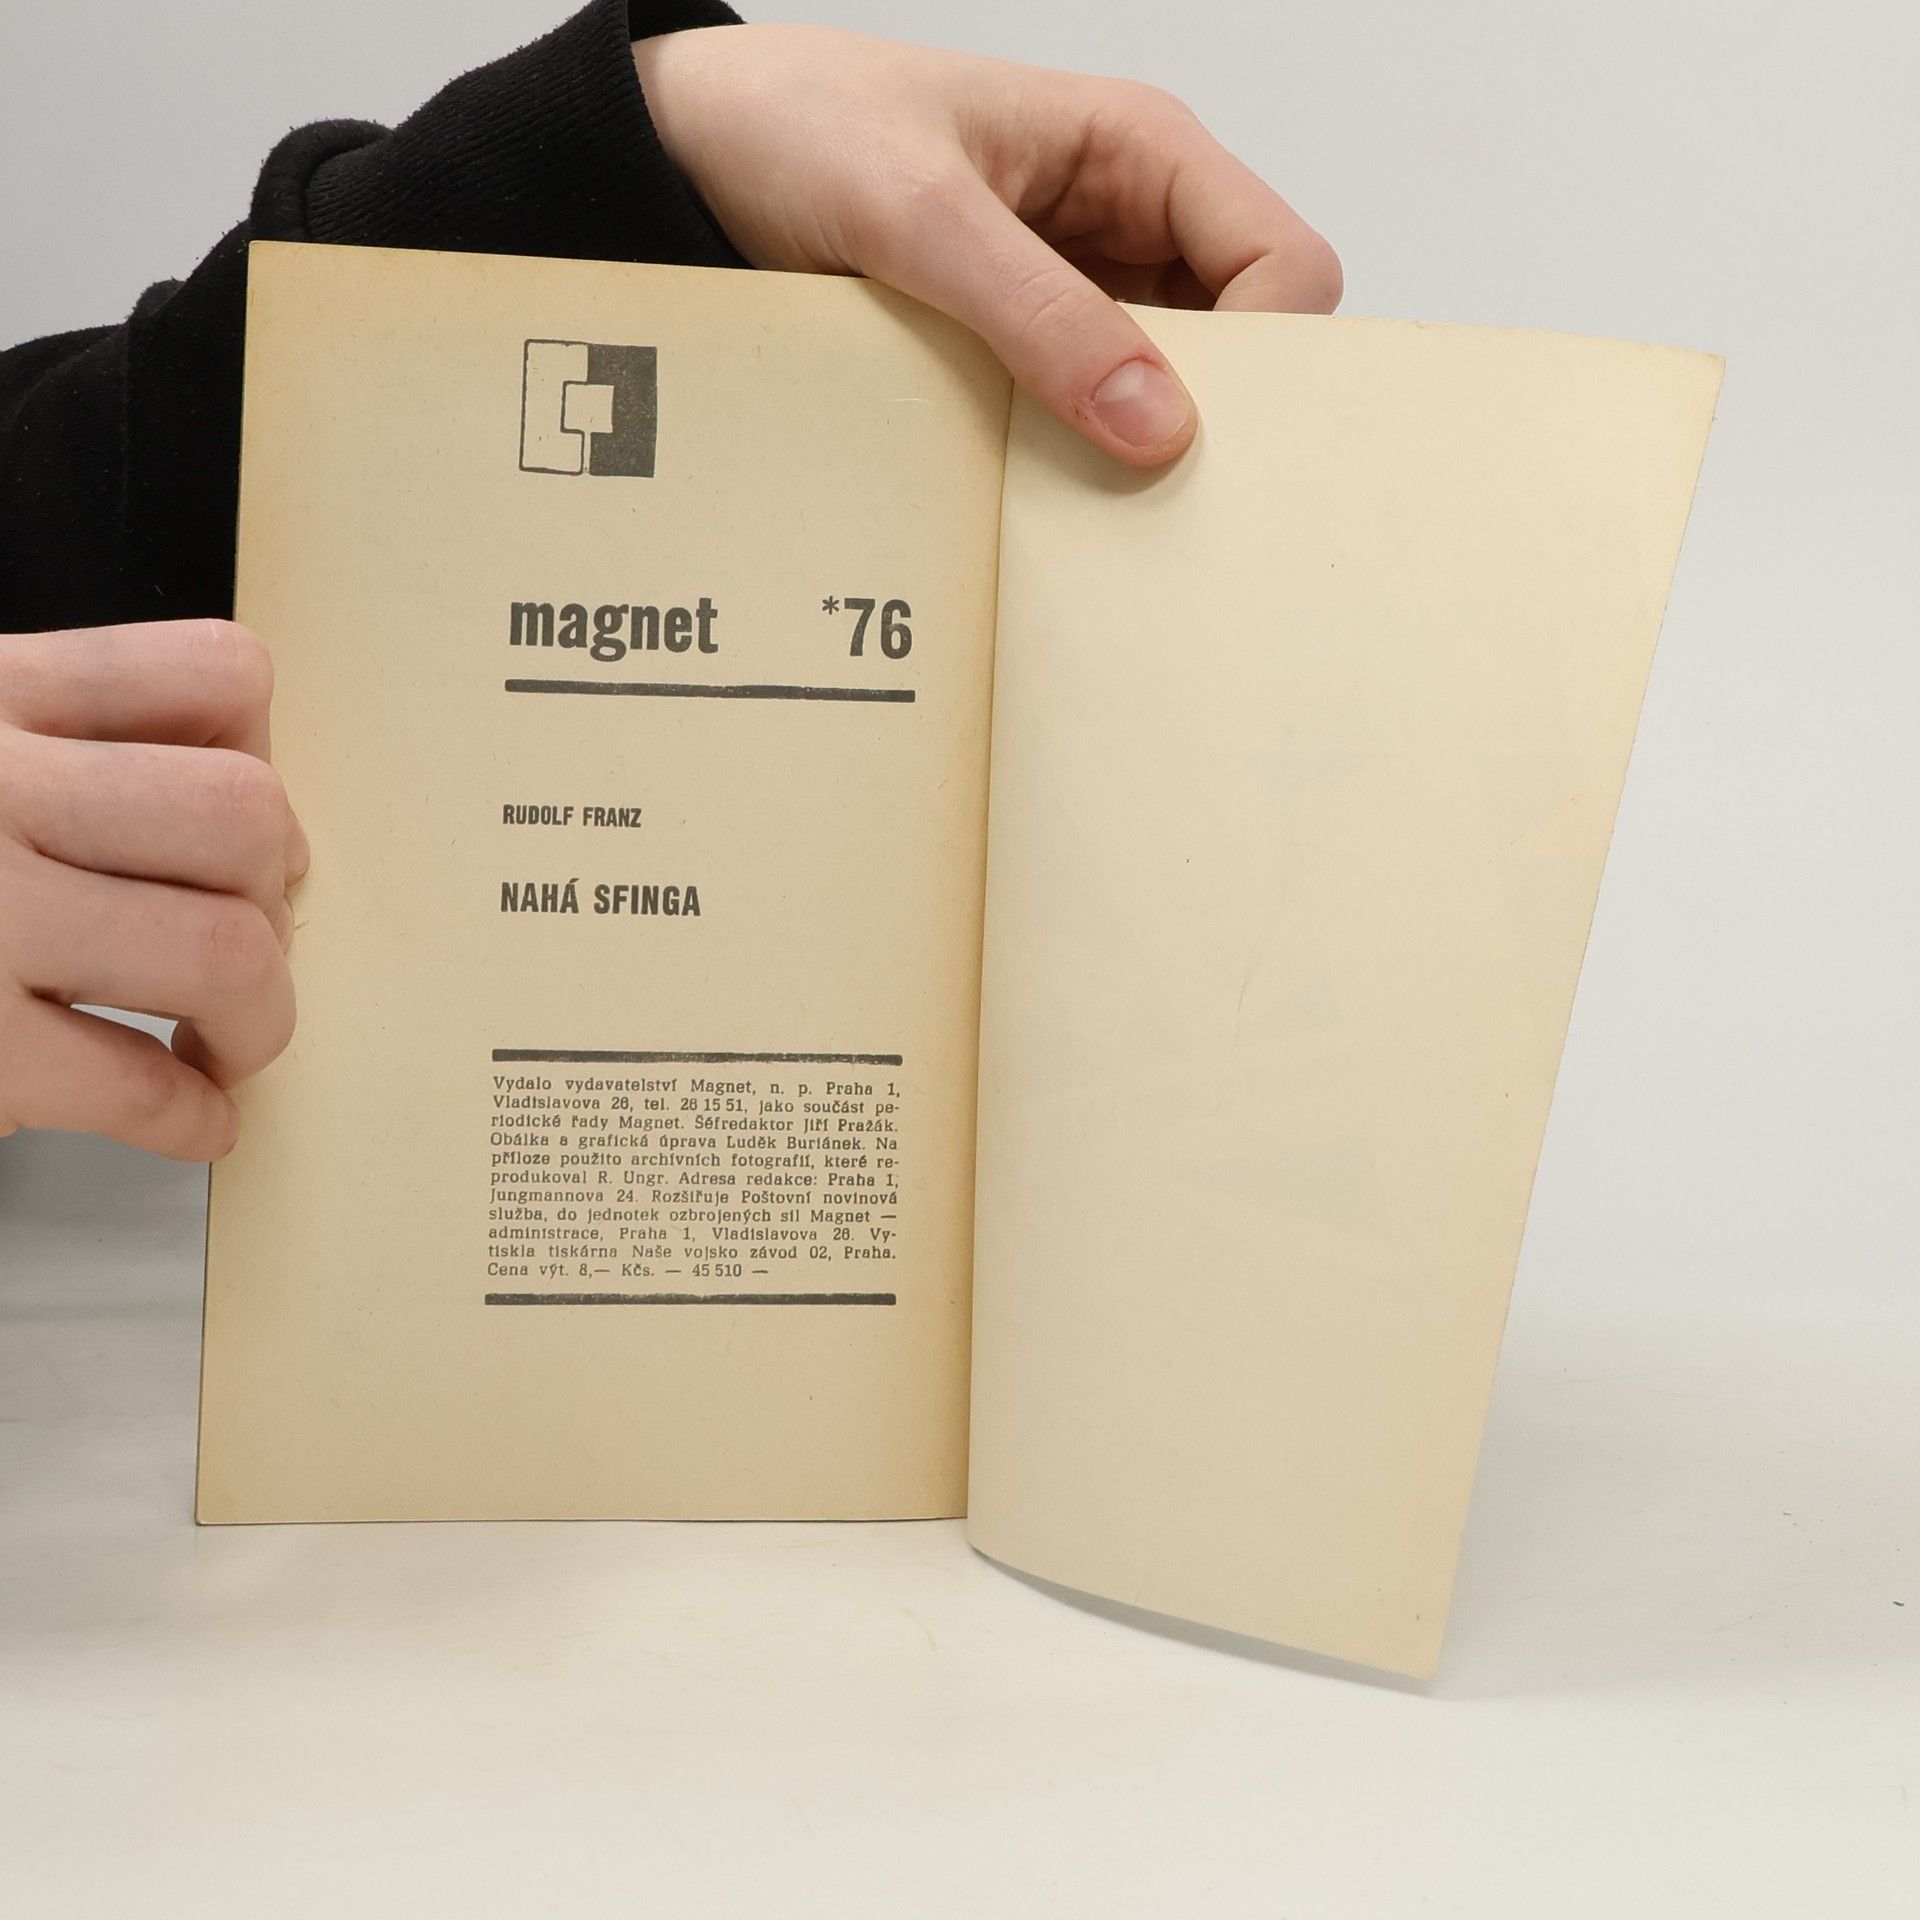 magnet *76
RUDOLF FRANZ
NAHÁ SFINGA
Vydalo vydavatelství Magnet, n. p. Praha 1,
Vladislavova 26, tel. 26 15 51, jako součást pe-
riodické řady Magnet. Šéfredaktor Jiří Pražák.
Obálka a grafická úprava Luděk Buriánek. Na
příloze použito archívních fotografií, které re-
produkoval R. Ungr. Adresa redakce: Praha 1,
Jungmannova 24. Rozšiřuje Poštovní novinová
služba, do jednotek ozbrojených sil Magnet —
administrace, Praha 1, Vladislavova 26. Vy-
tiskla tiskárna Naše vojsko závod 02, Praha.
Cena výt. 8,— Kčs. — 45 510 —